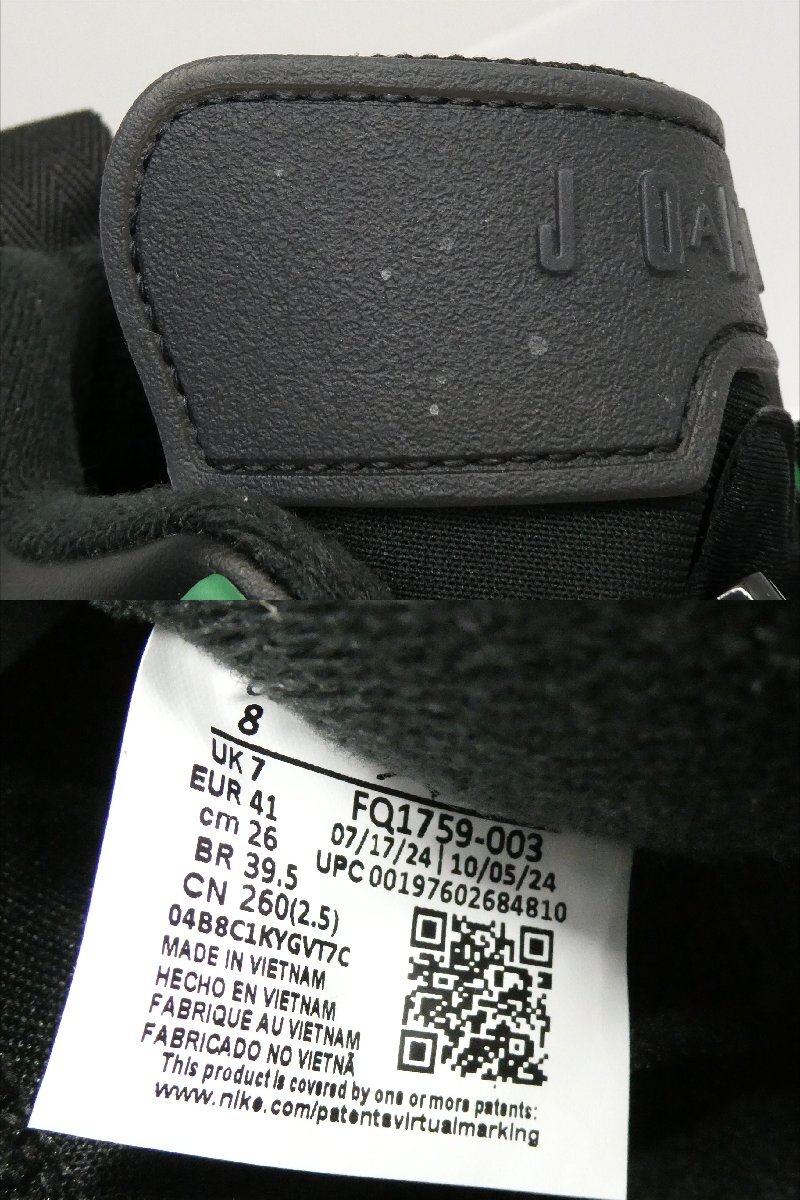 J
8
UK 7
EUR 41
cm 26
BR 39.5
CN 260(2.5)
FQ1759-003
07/17/24 | 10/05/24
UPC 00197602684810
04B8C1KYGVT7C
MADE IN VIETNAM
HECHO EN VIETNAM
FABRIQUE AU VIETNAM
FABRICADO NO VIETNÃ
This product is covered by one or more patents:
www.nike.com/patentsvirtualmarking